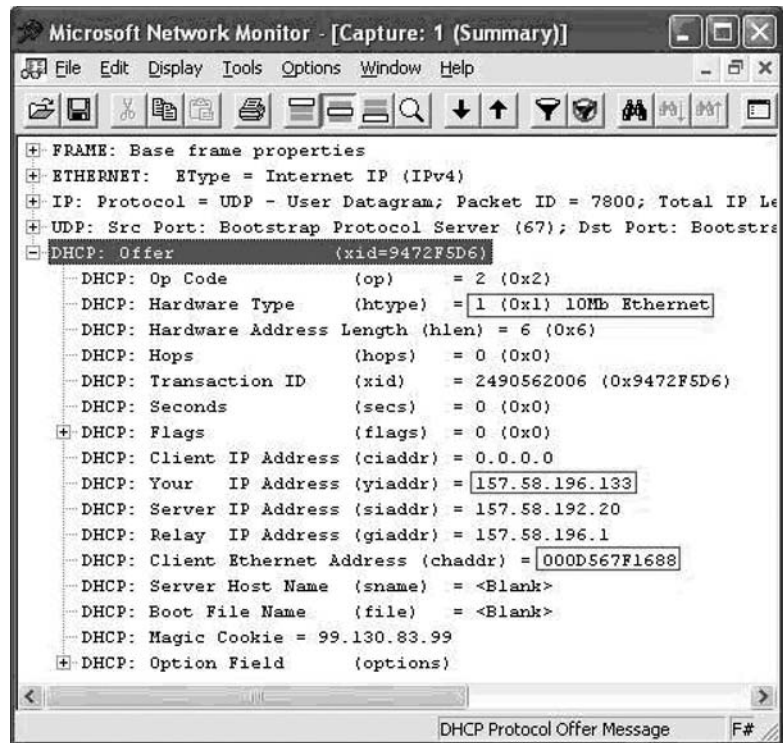 Microsoft Network Monitor - [Capture: 1 (Summary)]
File Edit Display Tools Options Window Help
FRAME: Base frame properties
ETHERNET: EType = Internet IP (IPv4)
IP: Protocol = UDP - User Datagram; Packet ID = 7800; Total IP Le
UDP: Src Port: Bootstrap Protocol Server (67); Dst Port: Bootstra
DHCP: Offer (xid=9472F5D6)
DHCP: Op Code (op) = 2 (0x2)
DHCP: Hardware Type (htype) = 1 (0x1) 10Mb Ethernet
DHCP: Hardware Address Length (hlen) = 6 (0x6)
DHCP: Hops (hops) = 0 (0x0)
DHCP: Transaction ID (xid) = 2490562006 (0x9472F5D6)
DHCP: Seconds (secs) = 0 (0x0)
DHCP: Flags (flags) = 0 (0x0)
DHCP: Client IP Address (ciaddr) = 0.0.0.0
DHCP: Your IP Address (yiaddr) = 157.58.196.133
DHCP: Server IP Address (siaddr) = 157.58.192.20
DHCP: Relay IP Address (giaddr) = 157.58.196.1
DHCP: Client Ethernet Address (chaddr) = 000D567F1688
DHCP: Server Host Name (sname) = <Blank>
DHCP: Boot File Name (file) = <Blank>
DHCP: Magic Cookie = 99.130.83.99
DHCP: Option Field (options)
DHCP Protocol Offer Message F#